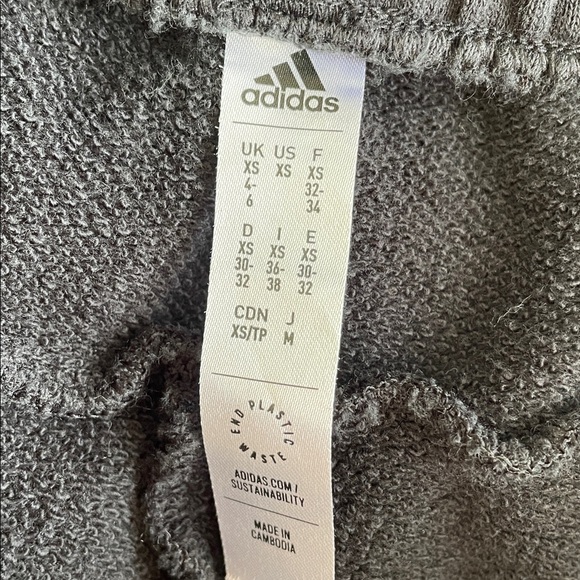 adidas
UK US F
XS XS XS
4- 32-
6 34
D I E
XS XS XS
30- 36- 30-
32 38 32
CDN J
XS/TP M
END PLASTIC WASTE
ADIDAS.COM/
SUSTAINABILITY
MADE IN
CAMBODIA